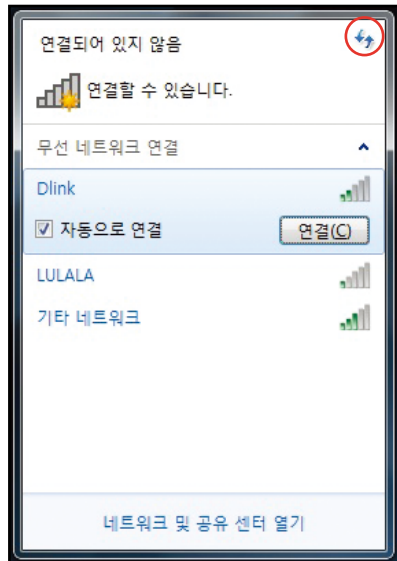 연결되어 있지 않음
연결할 수 있습니다.
무선 네트워크 연결
Dlink
자동으로 연결 연결(C)
LULALA
기타 네트워크
네트워크 및 공유 센터 열기